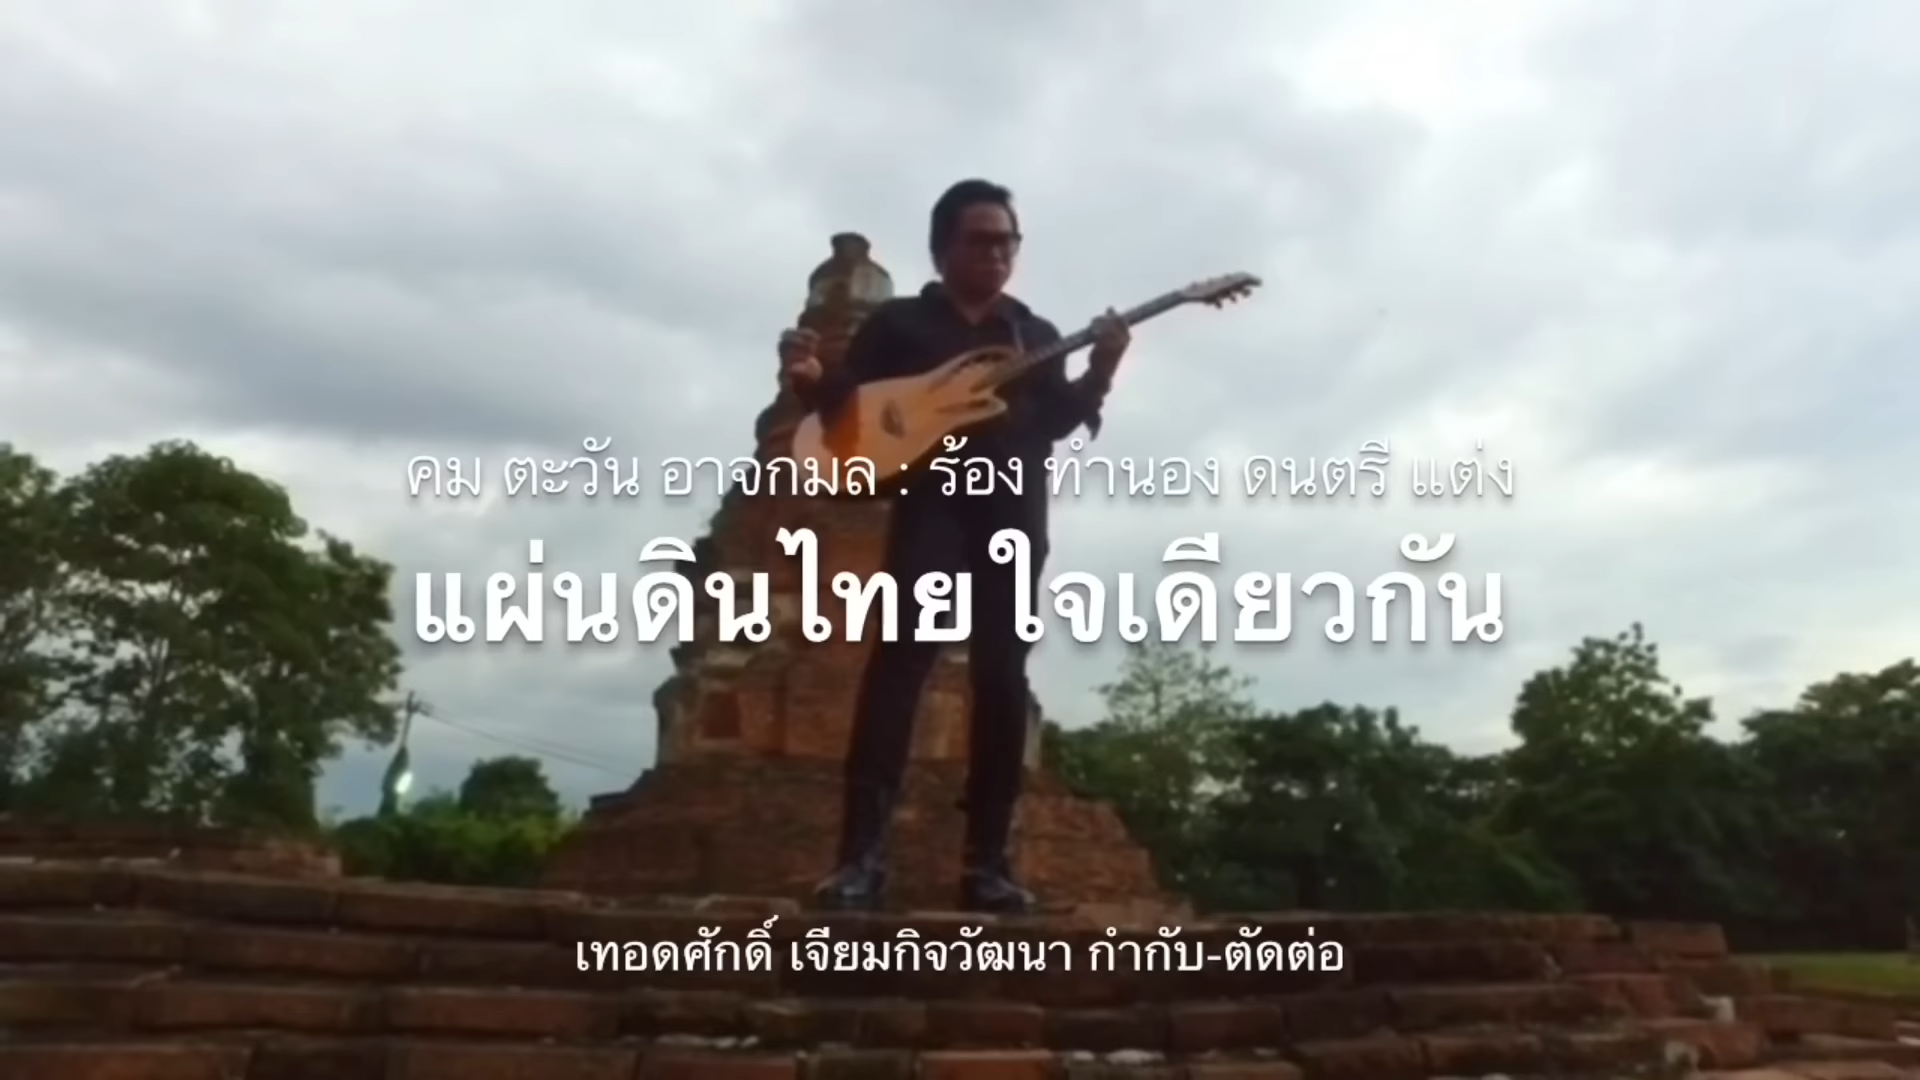 คม ตะวัน อาจกมล : ร้อง ทำนอง ดนตรี แต่ง
แผ่นดินไทย ใจเดียวกัน
เทอดศักดิ์ เจียมกิจวัฒนา กำกับ-ตัดต่อ